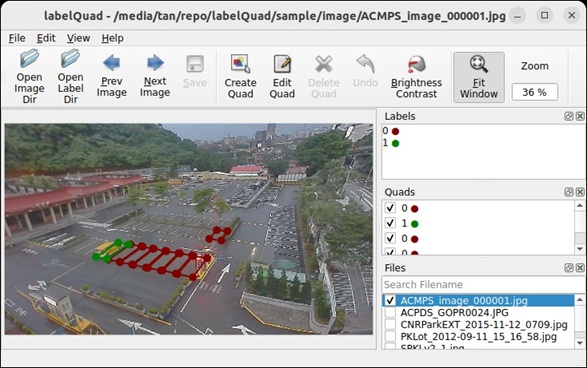 labelQuad - /media/tan/repo/labelQuad/sample/image/ACMPS_image_000001.jpg
File Edit View Help
Open Image Dir
Open Label Dir
Prev Image
Next Image
Save
Create Quad
Edit Quad
Delete Quad
Undo
Brightness Contrast
Fit Window
Zoom
36 %
Labels
0
1
Quads
0
1
0
0
Files
Search Filename
ACMPS_image_000001.jpg
ACPDS_GOPR0024.JPG
CNRParkEXT_2015-11-12_0709.jpg
PKLot_2012-09-11_15_16_58.jpg
SPKLv2_1.jpg